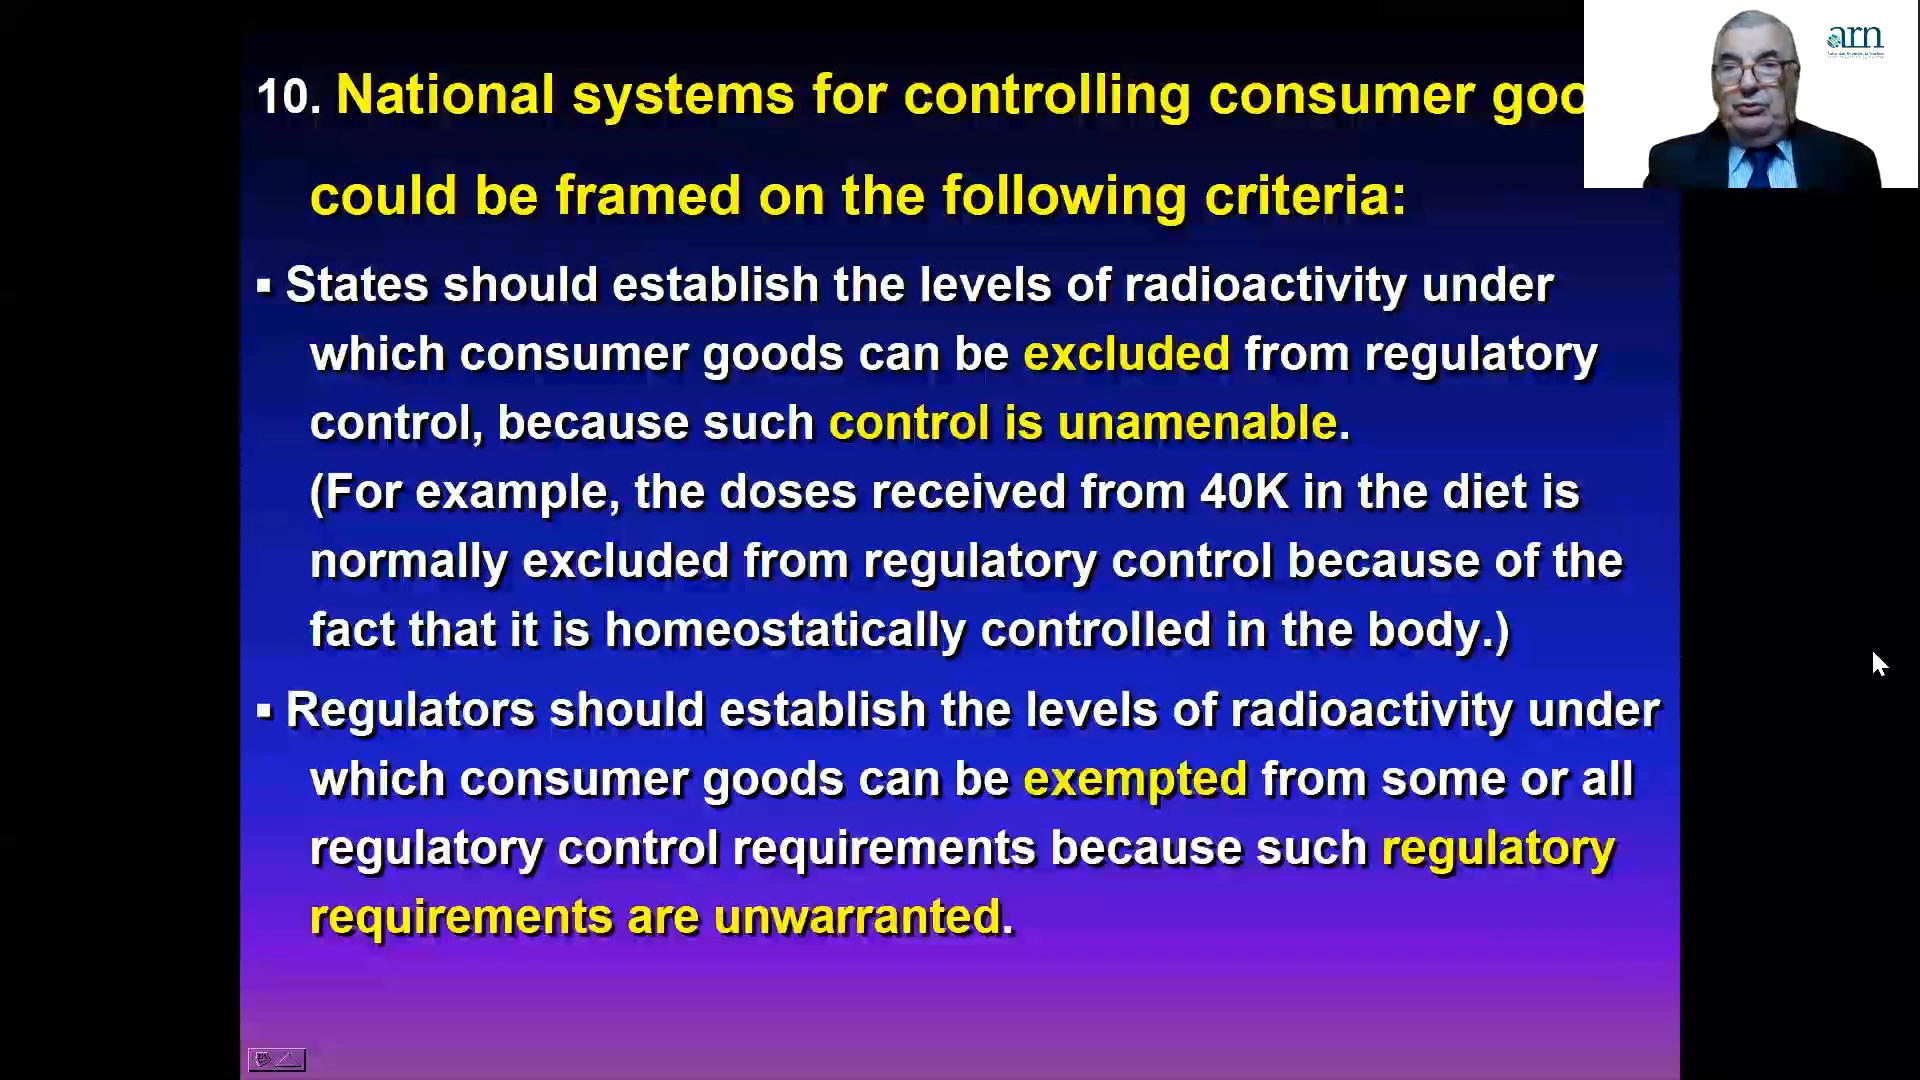 10. National systems for controlling consumer goo
could be framed on the following criteria:
▪ States should establish the levels of radioactivity under
which consumer goods can be excluded from regulatory
control, because such control is unamenable.
(For example, the doses received from 40K in the diet is
normally excluded from regulatory control because of the
fact that it is homeostatically controlled in the body.)
▪ Regulators should establish the levels of radioactivity under
which consumer goods can be exempted from some or all
regulatory control requirements because such regulatory
requirements are unwarranted.
arn